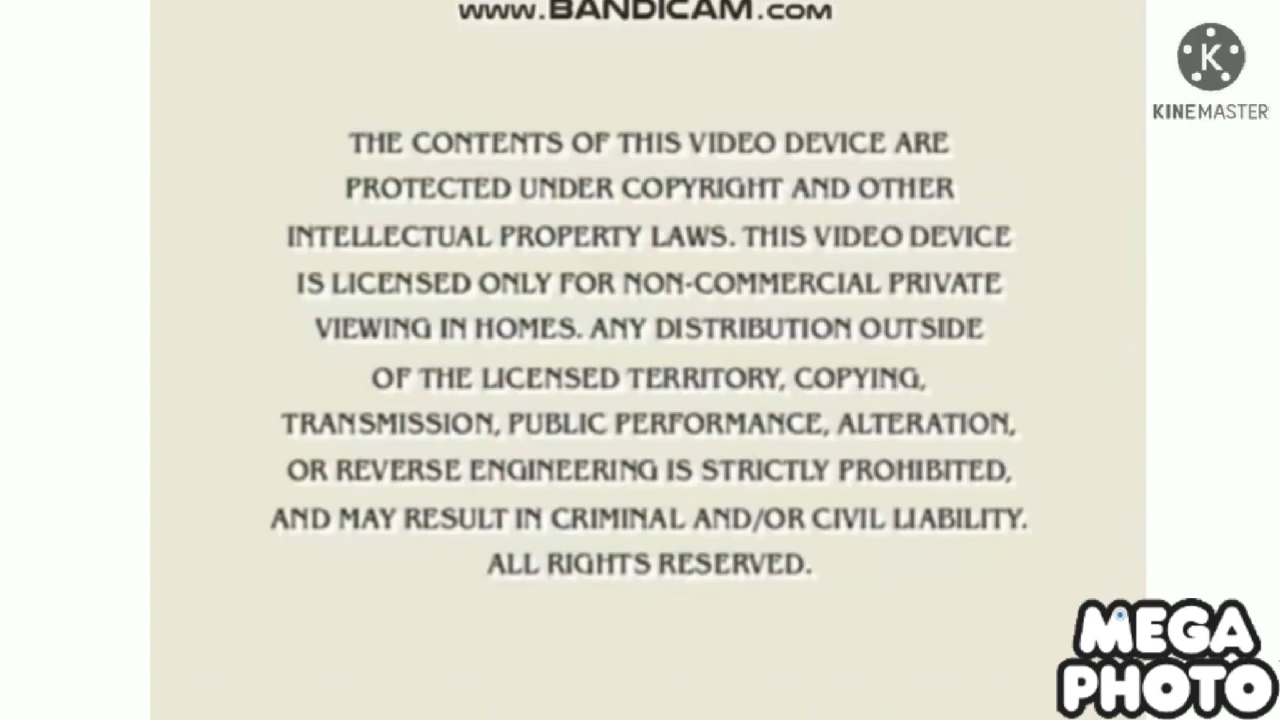 www.BANDICAM.com
K
KINEMASTER
THE CONTENTS OF THIS VIDEO DEVICE ARE
PROTECTED UNDER COPYRIGHT AND OTHER
INTELLECTUAL PROPERTY LAWS. THIS VIDEO DEVICE
IS LICENSED ONLY FOR NON-COMMERCIAL PRIVATE
VIEWING IN HOMES. ANY DISTRIBUTION OUTSIDE
OF THE LICENSED TERRITORY, COPYING,
TRANSMISSION, PUBLIC PERFORMANCE, ALTERATION,
OR REVERSE ENGINEERING IS STRICTLY PROHIBITED,
AND MAY RESULT IN CRIMINAL AND/OR CIVIL LIABILITY.
ALL RIGHTS RESERVED.
MEGA
PHOTO